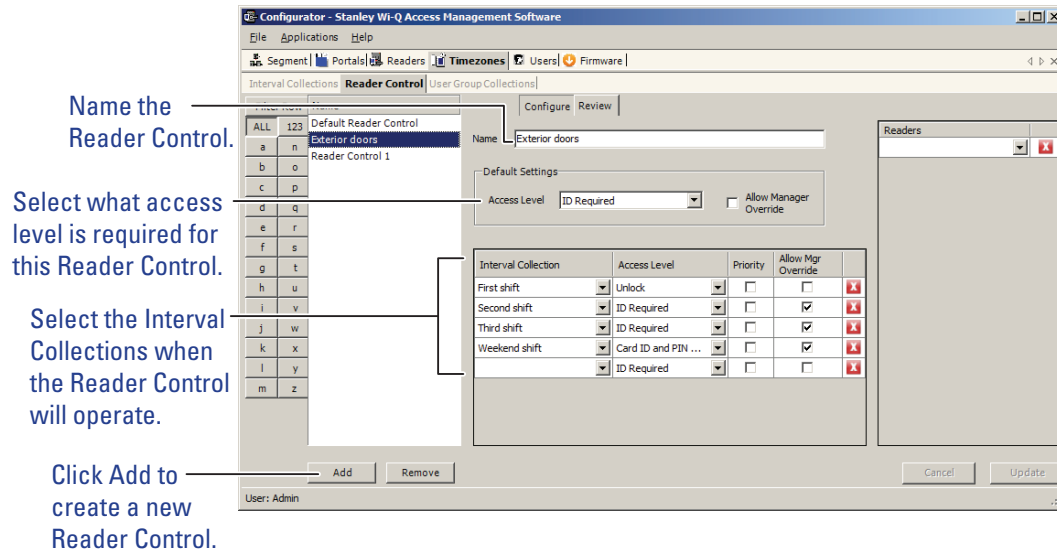 Configurator - Stanley Wi-Q Access Management Software
File Applications Help
Segment Portals Readers Timezones Users Firmware
Interval Collections Reader Control User Group Collections
Name
Configure Review
ALL 123
a n
b o
c p
d q
e r
f s
g t
h u
i v
j w
k x
l y
m z
Default Reader Control
Exterior doors
Reader Control 1
Name Exterior doors
Default Settings
Access Level ID Required Allow Manager Override
Interval Collection Access Level Priority Allow Mgr Override
First shift Unlock
Second shift ID Required
Third shift ID Required
Weekend shift Card ID and PIN ...
ID Required
Readers
Add Remove Cancel Update
User: Admin
Name the
Reader Control.
Select what access
level is required for
this Reader Control.
Select the Interval
Collections when
the Reader Control
will operate.
Click Add to
create a new
Reader Control.